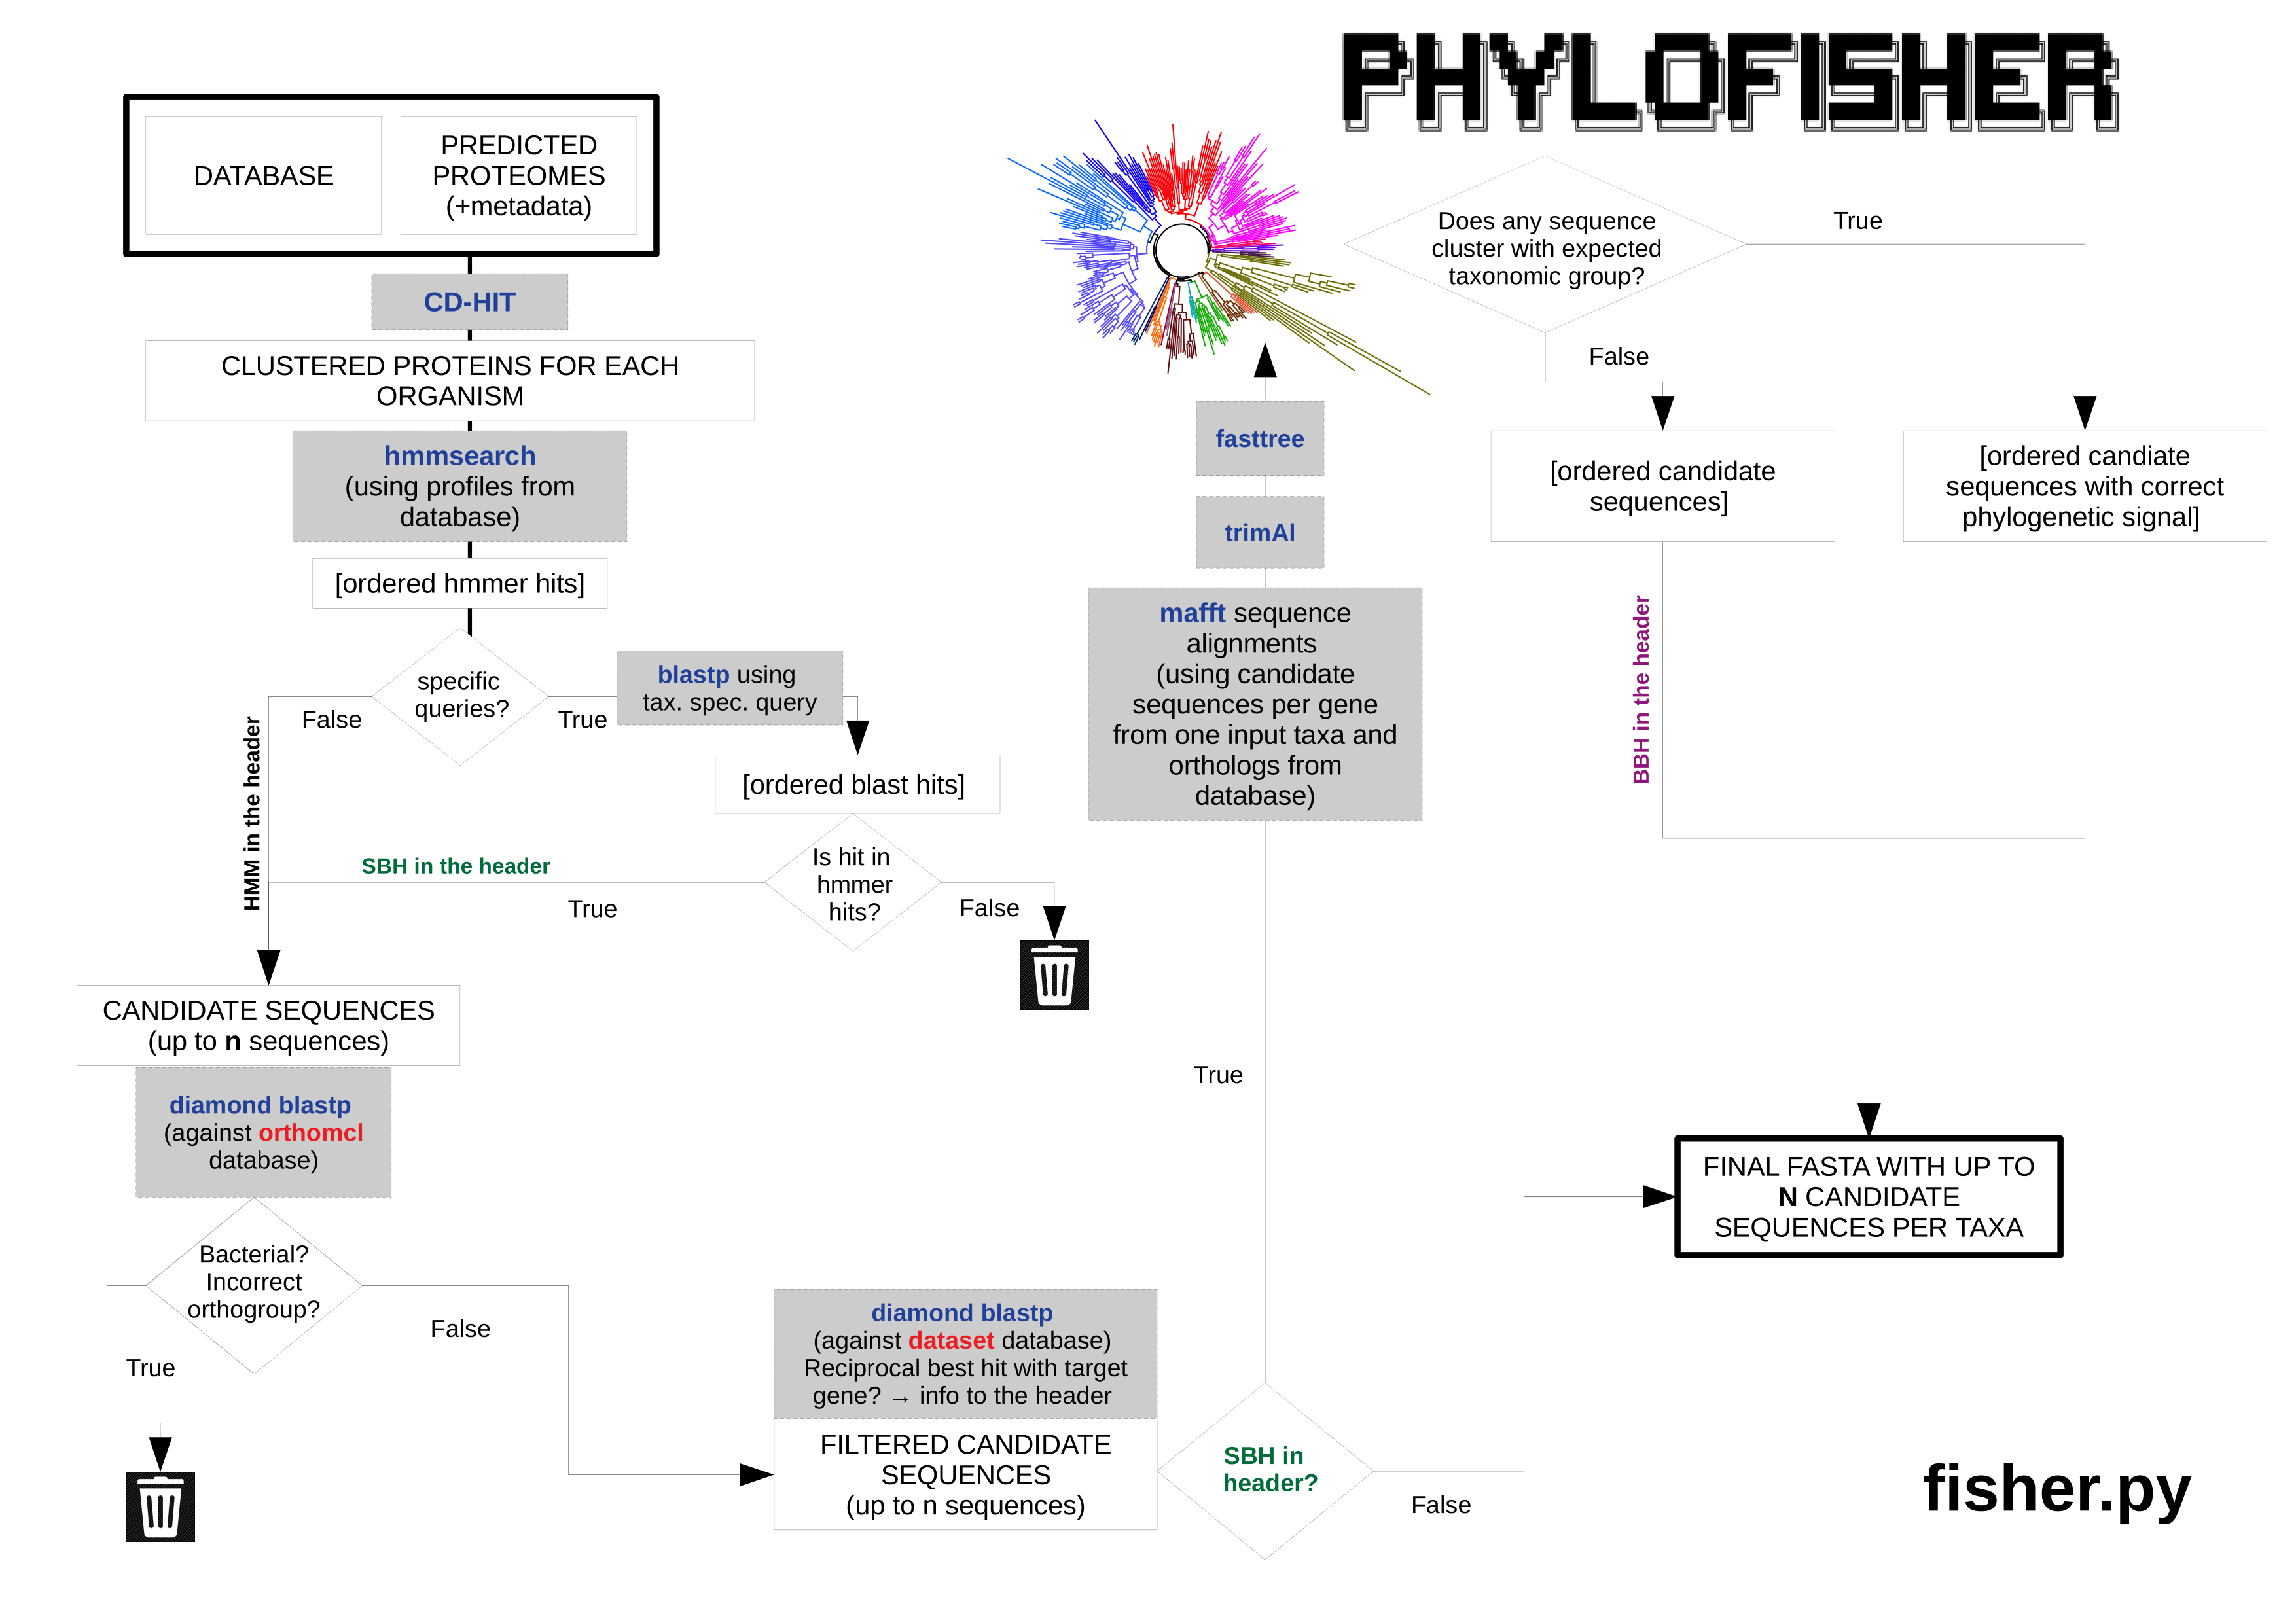 PHYLOFISHER
DATABASE
PREDICTED
PROTEOMES
(+metadata)
CD-HIT
CLUSTERED PROTEINS FOR EACH
ORGANISM
hmmsearch
(using profiles from
database)
[ordered hmmer hits]
specific
queries?
False
True
blastp using
tax. spec. query
[ordered blast hits]
HMM in the header
SBH in the header
Is hit in
hmmer
hits?
True
False
CANDIDATE SEQUENCES
(up to n sequences)
diamond blastp
(against orthomcl
database)
Bacterial?
Incorrect
orthogroup?
True
False
diamond blastp
(against dataset database)
Reciprocal best hit with target
gene? → info to the header
FILTERED CANDIDATE
SEQUENCES
(up to n sequences)
SBH in
header?
True
False
mafft sequence
alignments
(using candidate
sequences per gene
from one input taxa and
orthologs from
database)
trimAl
fasttree
Does any sequence
cluster with expected
taxonomic group?
True
False
[ordered candidate
sequences]
[ordered candiate
sequences with correct
phylogenetic signal]
BBH in the header
FINAL FASTA WITH UP TO
N CANDIDATE
SEQUENCES PER TAXA
fisher.py